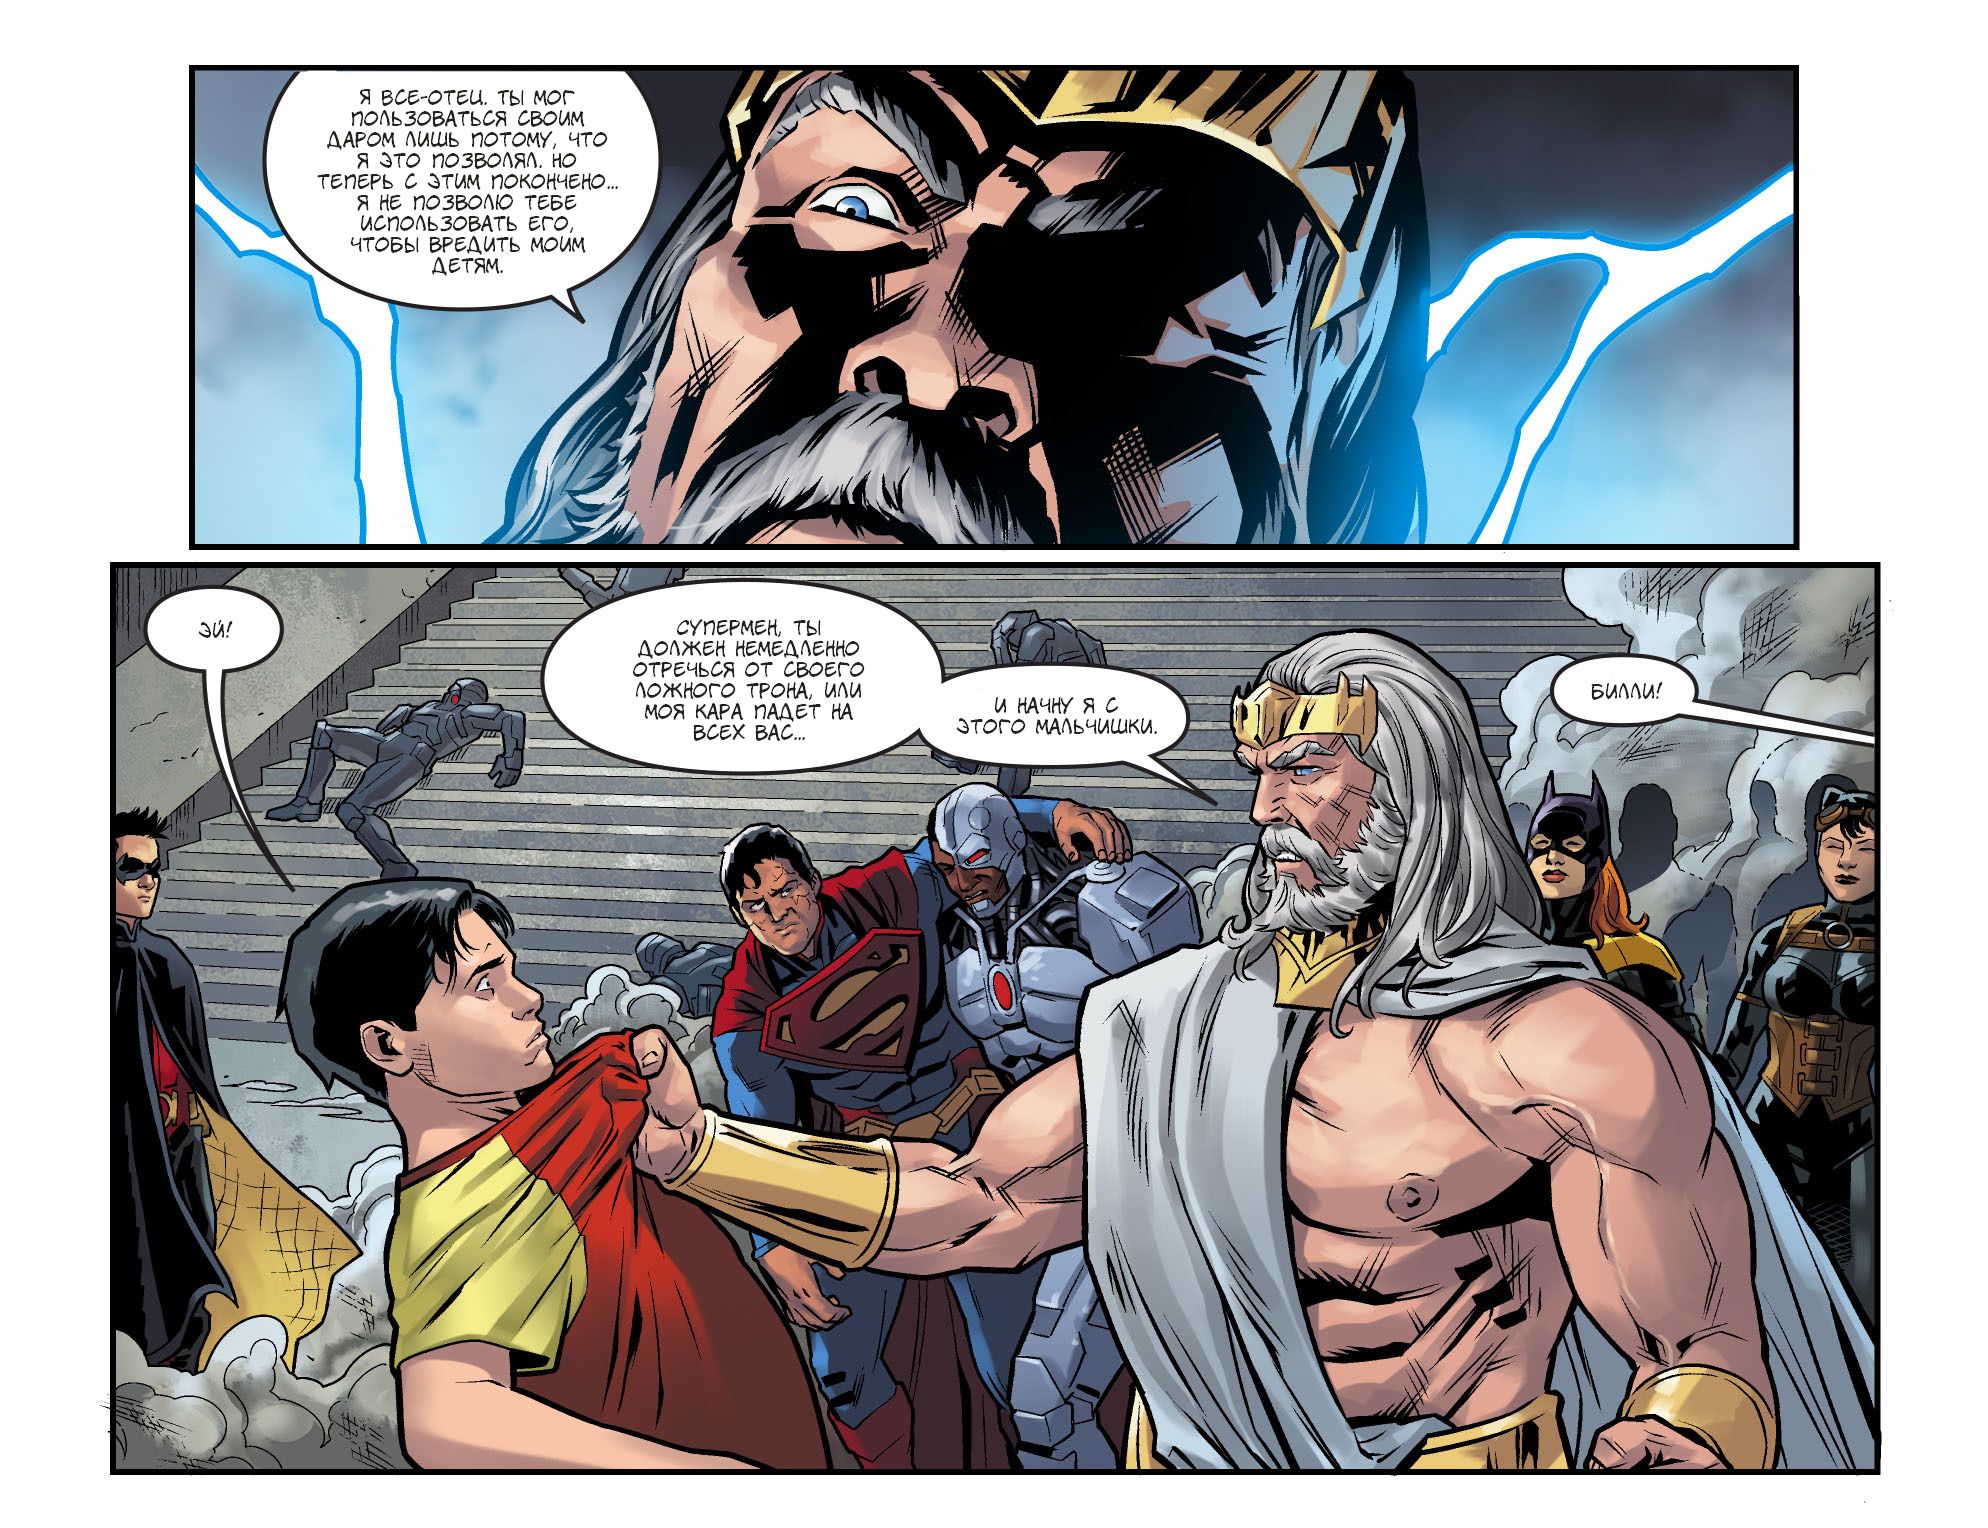 Я ВСЕ-ОТЕЦ. ТЫ МОГ
ПОЛЬЗОВАТЬСЯ СВОИМ
ДАРОМ ЛИШЬ ПОТОМУ, ЧТО
Я ЭТО ПОЗВОЛЯЛ. НО
ТЕПЕРЬ С ЭТИМ ПОКОНЧЕНО...
Я НЕ ПОЗВОЛЮ ТЕБЕ
ИСПОЛЬЗОВАТЬ ЕГО,
ЧТОБЫ ВРЕДИТЬ МОИМ
ДЕТЯМ.
ЭЙ!
СУПЕРМЕН, ТЫ
ДОЛЖЕН НЕМЕДЛЕННО
ОТРЕЧЬСЯ ОТ СВОЕГО
ЛОЖНОГО ТРОНА, ИЛИ
МОЯ КАРА ПАДЕТ НА
ВСЕХ ВАС...
И НАЧНУ Я С
ЭТОГО МАЛЬЧИШКИ.
БИЛЛИ!